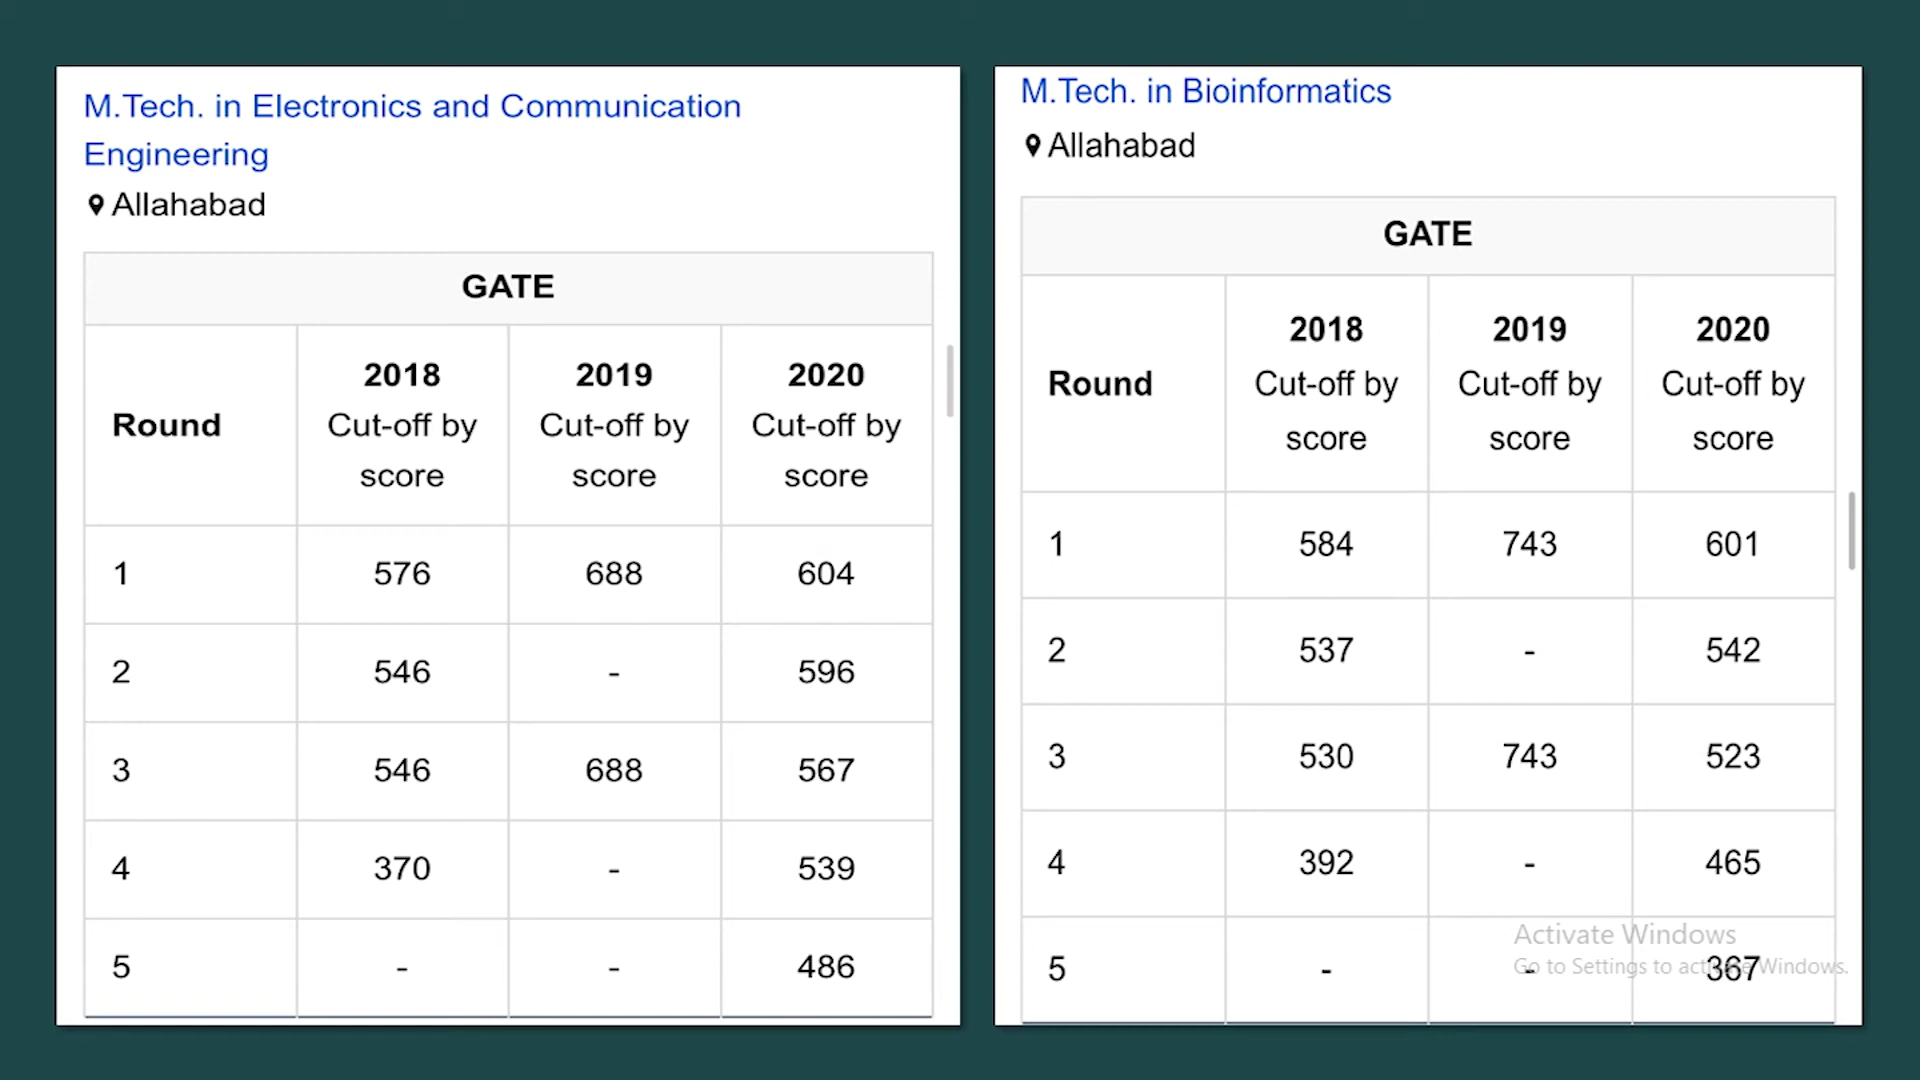 M.Tech. in Electronics and Communication
Engineering
Allahabad
GATE
Round
2018
Cut-off by
score
2019
Cut-off by
score
2020
Cut-off by
score
1 576 688 604
2 546 - 596
3 546 688 567
4 370 - 539
5 - - 486
M.Tech. in Bioinformatics
Allahabad
GATE
Round
2018
Cut-off by
score
2019
Cut-off by
score
2020
Cut-off by
score
1 584 743 601
2 537 - 542
3 530 743 523
4 392 - 465
5 - - 367
Activate Windows
Go to Settings to activate Windows.